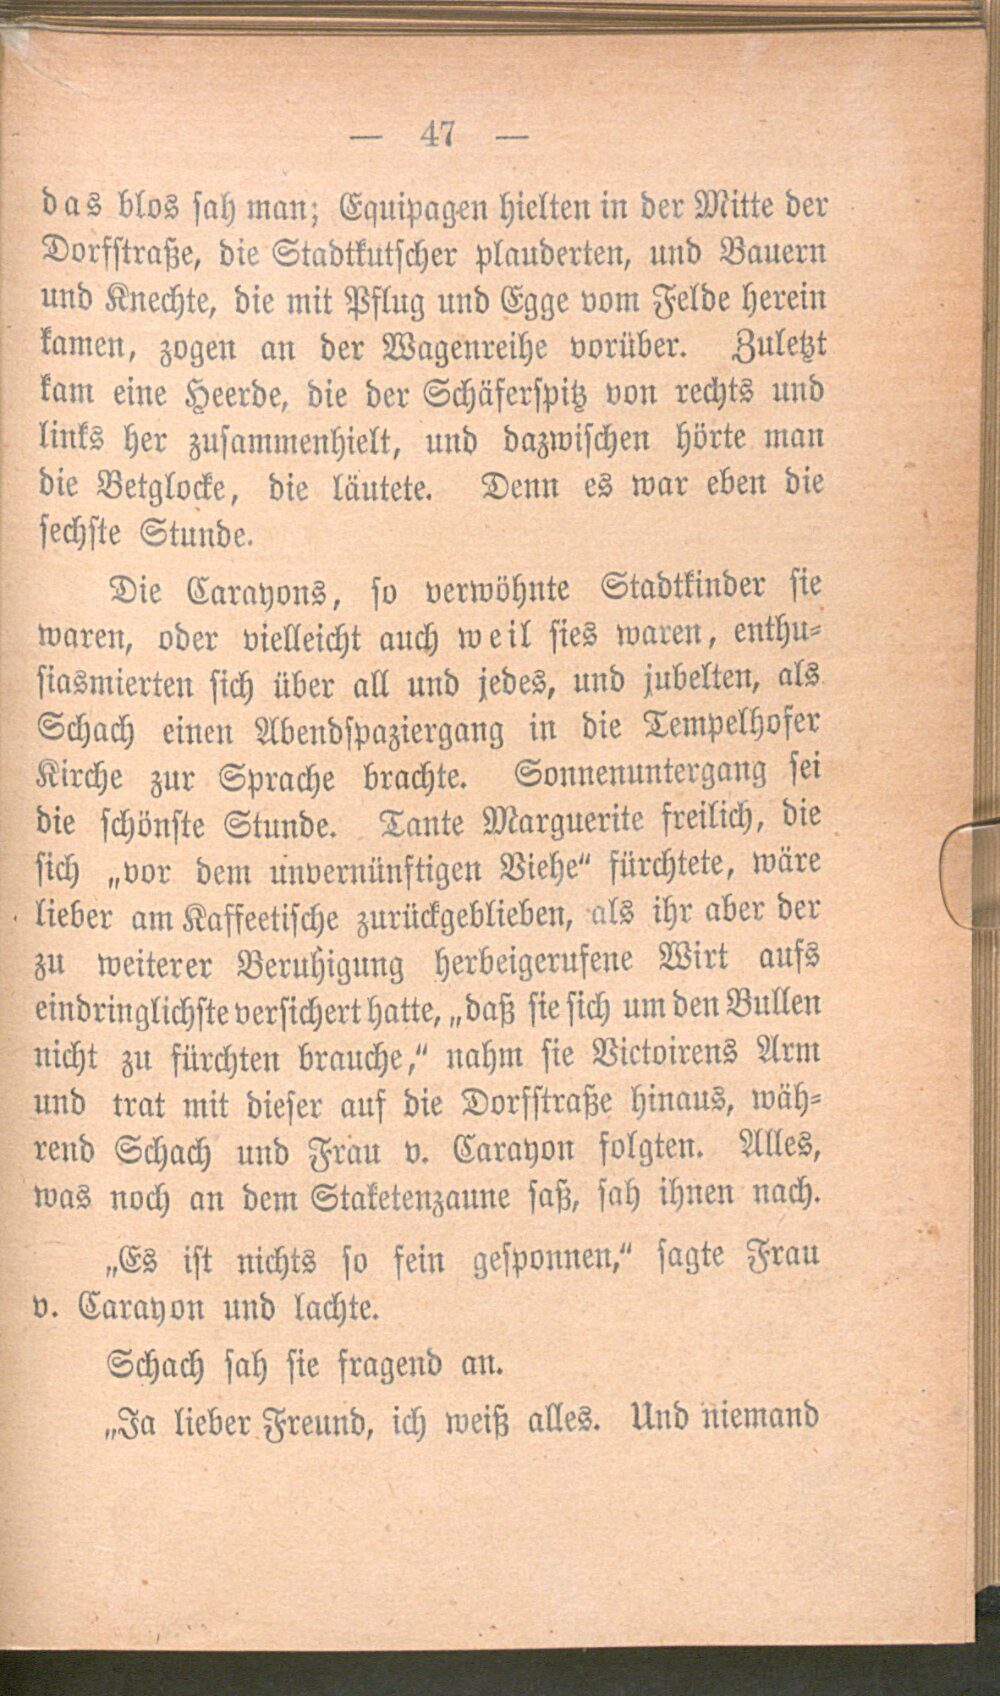 — 47 —
das blos sah man; Equipagen hielten in der Mitte der
Dorfstraße, die Stadtkutscher plauderten, und Bauern
und Knechte, die mit Pflug und Egge vom Felde herein
kamen, zogen an der Wagenreihe vorüber. Zuletzt
kam eine Heerde, die der Schäferspitz von rechts und
links her zusammenhielt, und dazwischen hörte man
die Betglocke, die läutete. Denn es war eben die
sechste Stunde.
Die Carayons, so verwöhnte Stadtkinder sie
waren, oder vielleicht auch weil sies waren, enthu-
siasmierten sich über all und jedes, und jubelten, als
Schach einen Abendspaziergang in die Tempelhofer
Kirche zur Sprache brachte. Sonnenuntergang sei
die schönste Stunde. Tante Marguerite freilich, die
sich „vor dem unvernünftigen Viehe“ fürchtete, wäre
lieber am Kaffeetische zurückgeblieben, als ihr aber der
zu weiterer Beruhigung herbeigerufene Wirt aufs
eindringlichste versichert hatte, „daß sie sich um den Bullen
nicht zu fürchten brauche,“ nahm sie Victoirens Arm
und trat mit dieser auf die Dorfstraße hinaus, wäh-
rend Schach und Frau v. Carayon folgten. Alles,
was noch an dem Staketenzaune saß, sah ihnen nach.
„Es ist nichts so fein gesponnen,“ sagte Frau
v. Carayon und lachte.
Schach sah sie fragend an.
„Ja lieber Freund, ich weiß alles. Und niemand